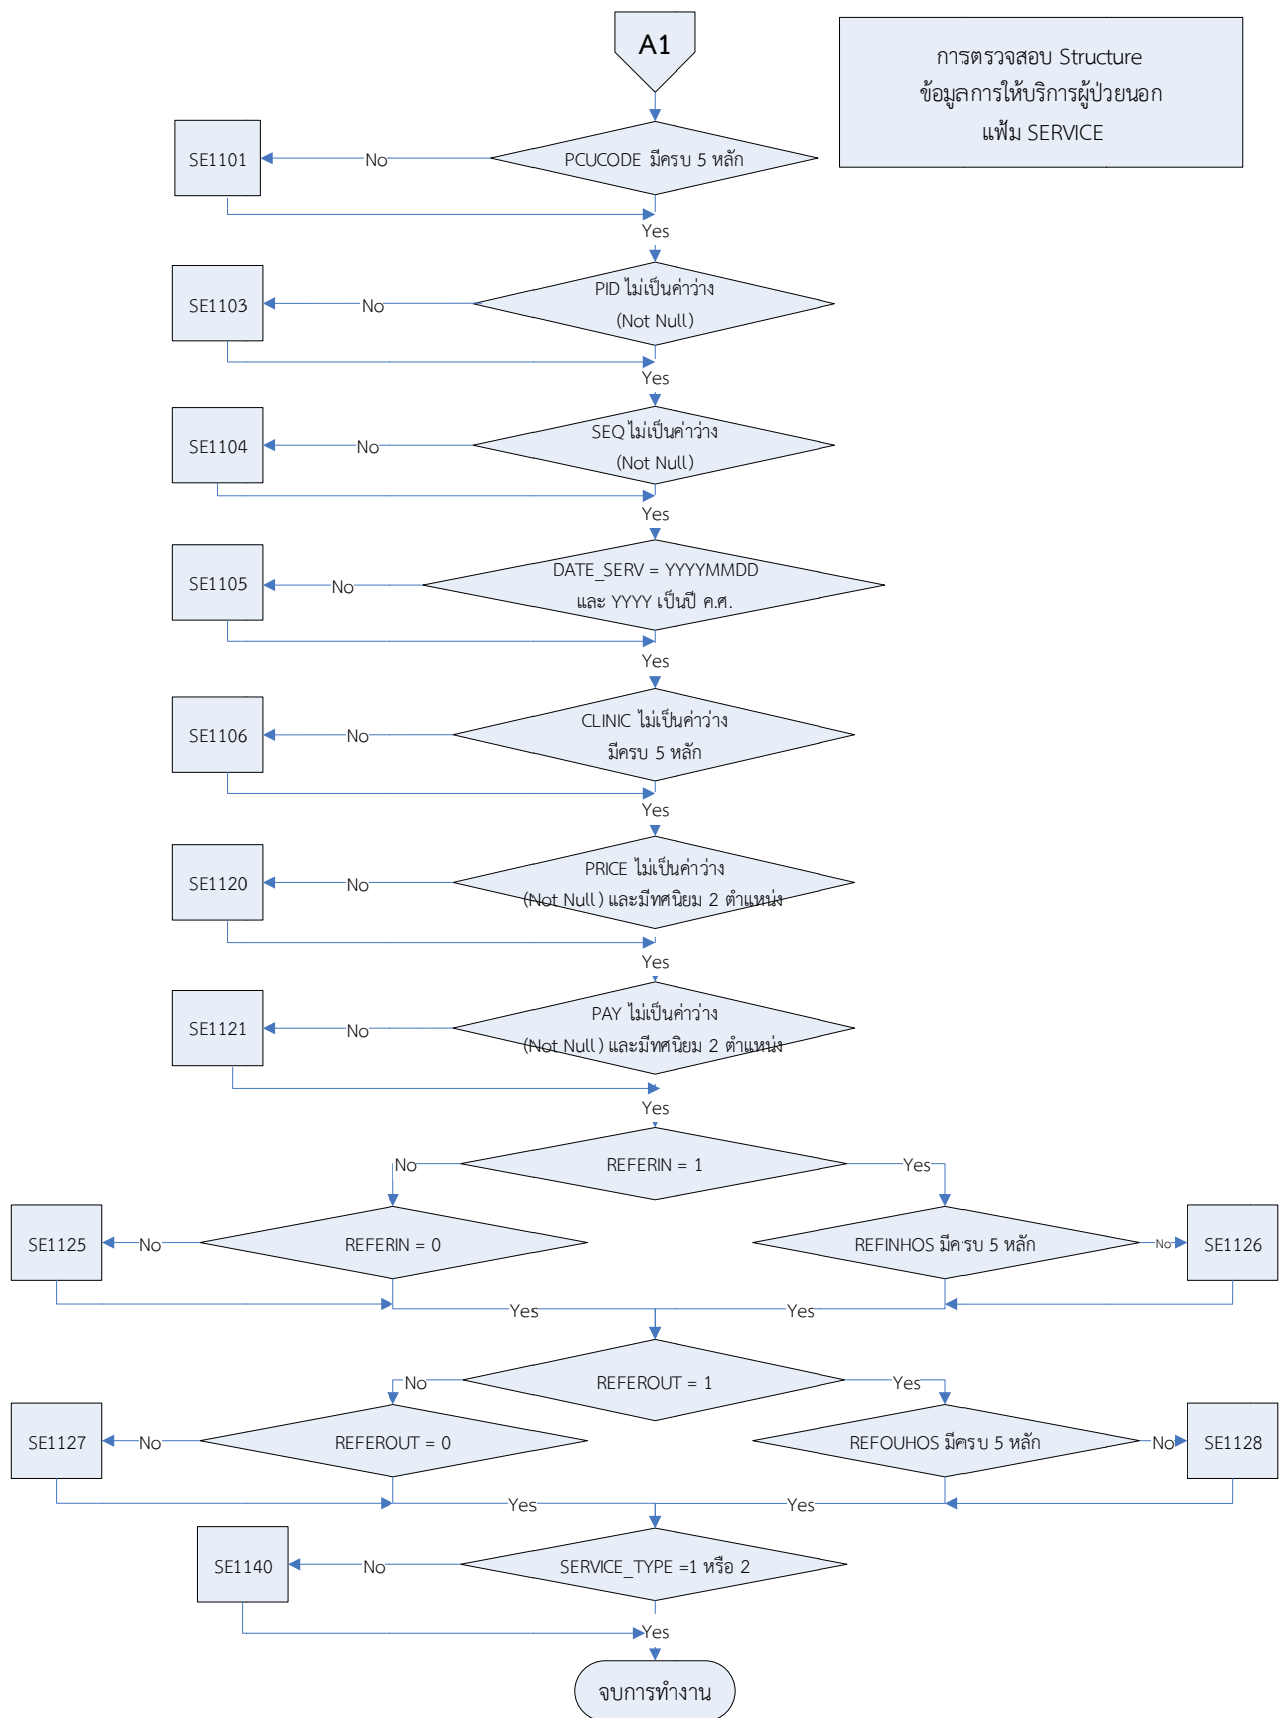 A1
การตรวจสอบ Structure
ข้อมูลการให้บริการผู้ป่วยนอก
แฟ้ม SERVICE
PCUCODE มีครบ 5 หลัก
No
SE1101
Yes
PID ไม่เป็นค่าว่าง
(Not Null)
No
SE1103
Yes
SEQ ไม่เป็นค่าว่าง
(Not Null)
No
SE1104
Yes
DATE_SERV = YYYYMMDD
และ YYYY เป็นปี ค.ศ.
No
SE1105
Yes
CLINIC ไม่เป็นค่าว่าง
มีครบ 5 หลัก
No
SE1106
Yes
PRICE ไม่เป็นค่าว่าง
(Not Null) และมีทศนิยม 2 ตำแหน่ง
No
SE1120
Yes
PAY ไม่เป็นค่าว่าง
(Not Null) และมีทศนิยม 2 ตำแหน่ง
No
SE1121
Yes
REFERIN = 1
No
Yes
SE1125
No
REFERIN = 0
REFINHOS มีครบ 5 หลัก
No
SE1126
Yes
Yes
REFEROUT = 1
No
Yes
SE1127
No
REFEROUT = 0
REFOUHOS มีครบ 5 หลัก
No
SE1128
Yes
Yes
SERVICE_TYPE =1 หรือ 2
No
SE1140
Yes
จบการทำงาน